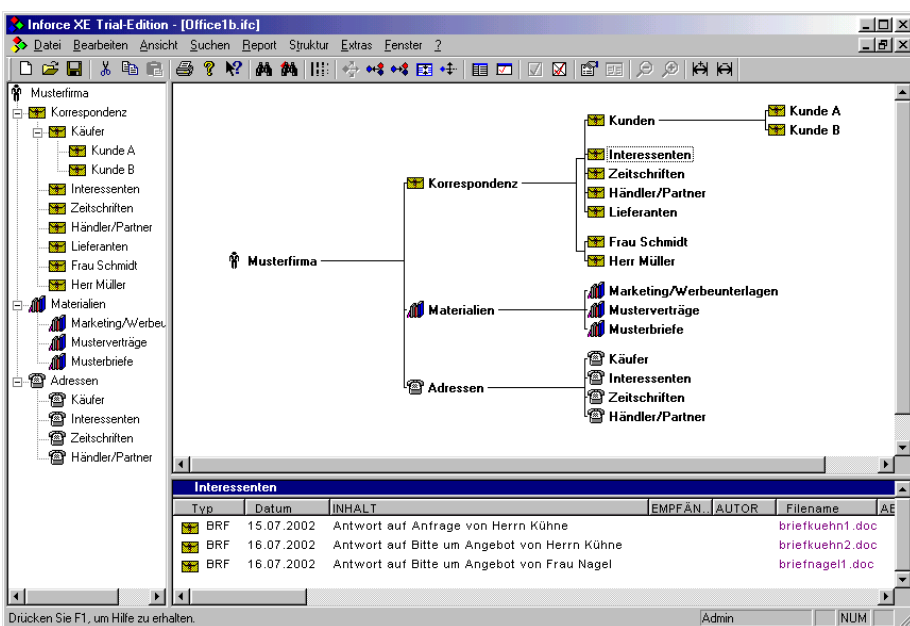 Inforce XE Trial-Edition - [Office1b.ifc]
Datei Bearbeiten Ansicht Suchen Report Struktur Extras Fenster ?
Musterfirma
Korrespondenz
Käufer
Kunde A
Kunde B
Interessenten
Zeitschriften
Händler/Partner
Lieferanten
Frau Schmidt
Herr Müller
Materialien
Marketing/Werbeu
Musterverträge
Musterbriefe
Adressen
Käufer
Interessenten
Zeitschriften
Händler/Partner
Musterfirma
Korrespondenz
Kunden
Kunde A
Kunde B
Interessenten
Zeitschriften
Händler/Partner
Lieferanten
Frau Schmidt
Herr Müller
Materialien
Marketing/Werbeunterlagen
Musterverträge
Musterbriefe
Adressen
Käufer
Interessenten
Zeitschriften
Händler/Partner
Interessenten
Typ Datum INHALT EMPFÄN... AUTOR Filename AE
BRF 15.07.2002 Antwort auf Anfrage von Herrn Kühne briefkuehn1.doc
BRF 16.07.2002 Antwort auf Bitte um Angebot von Herrn Kühne briefkuehn2.doc
BRF 16.07.2002 Antwort auf Bitte um Angebot von Frau Nagel briefnagel1.doc
Drücken Sie F1, um Hilfe zu erhalten. Admin NUM